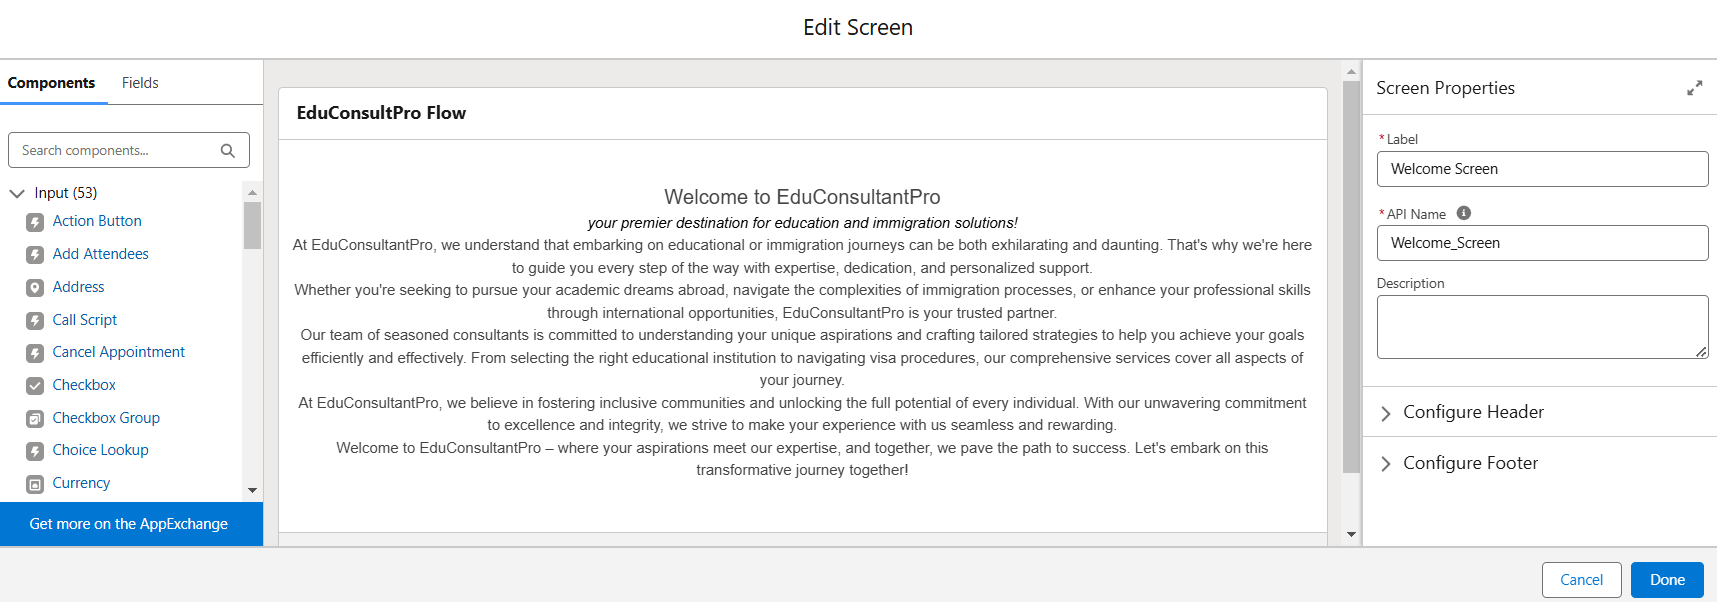 Edit Screen
Components
Fields
Search components...
Input (53)
Action Button
Add Attendees
Address
Call Script
Cancel Appointment
Checkbox
Checkbox Group
Choice Lookup
Currency
Get more on the AppExchange
EduConsultPro Flow
Welcome to EduConsultantPro
your premier destination for education and immigration solutions!
At EduConsultantPro, we understand that embarking on educational or immigration journeys can be both exhilarating and daunting. That's why we're here
to guide you every step of the way with expertise, dedication, and personalized support.
Whether you're seeking to pursue your academic dreams abroad, navigate the complexities of immigration processes, or enhance your professional skills
through international opportunities, EduConsultantPro is your trusted partner.
Our team of seasoned consultants is committed to understanding your unique aspirations and crafting tailored strategies to help you achieve your goals
efficiently and effectively. From selecting the right educational institution to navigating visa procedures, our comprehensive services cover all aspects of
your journey.
At EduConsultantPro, we believe in fostering inclusive communities and unlocking the full potential of every individual. With our unwavering commitment
to excellence and integrity, we strive to make your experience with us seamless and rewarding.
Welcome to EduConsultantPro – where your aspirations meet our expertise, and together, we pave the path to success. Let's embark on this
transformative journey together!
Screen Properties
*Label
Welcome Screen
*API Name
Welcome_Screen
Description
Configure Header
Configure Footer
Cancel
Done